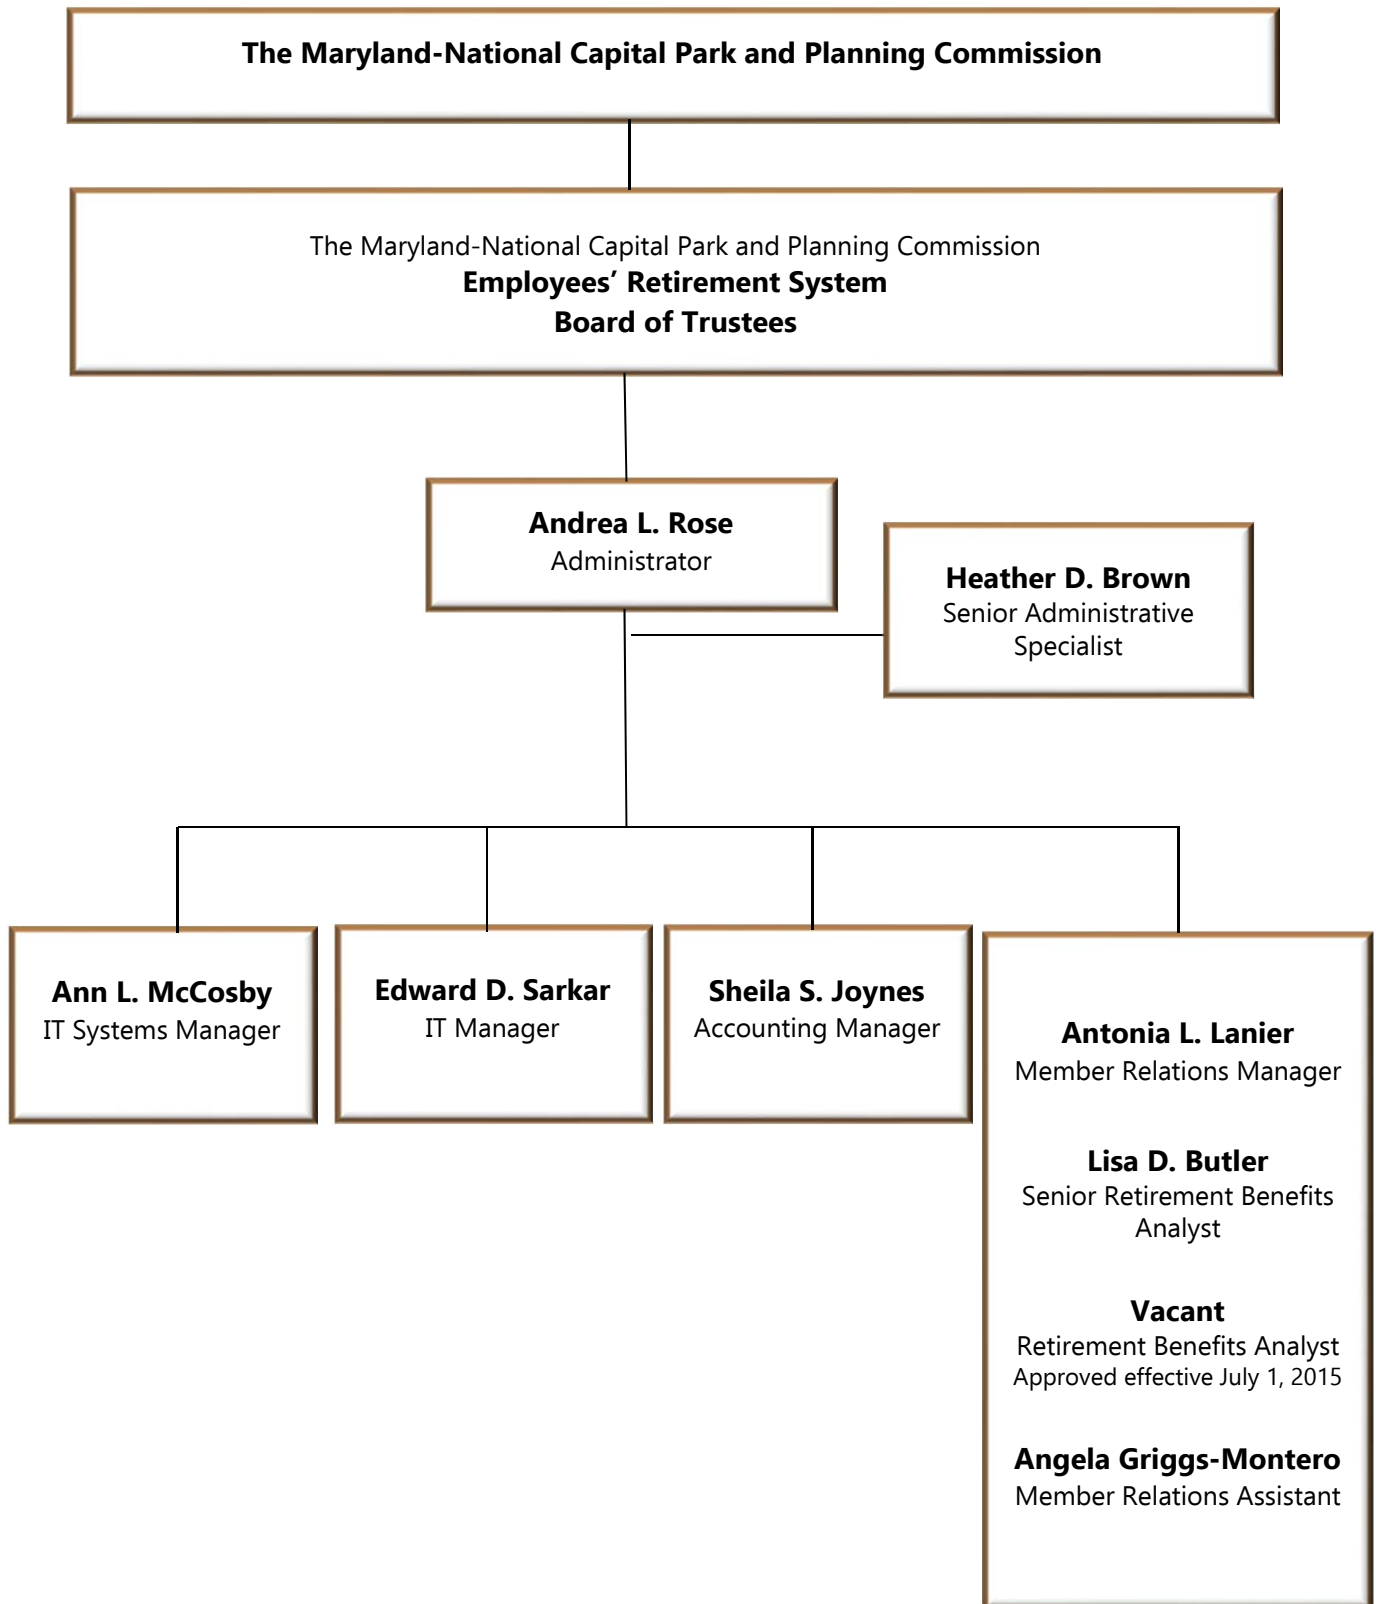 The Maryland-National Capital Park and Planning Commission
The Maryland-National Capital Park and Planning Commission
Employees’ Retirement System
Board of Trustees
Andrea L. Rose
Administrator
Heather D. Brown
Senior Administrative
Specialist
Ann L. McCosby
IT Systems Manager
Edward D. Sarkar
IT Manager
Sheila S. Joynes
Accounting Manager
Antonia L. Lanier
Member Relations Manager
Lisa D. Butler
Senior Retirement Benefits
Analyst
Vacant
Retirement Benefits Analyst
Approved effective July 1, 2015
Angela Griggs-Montero
Member Relations Assistant